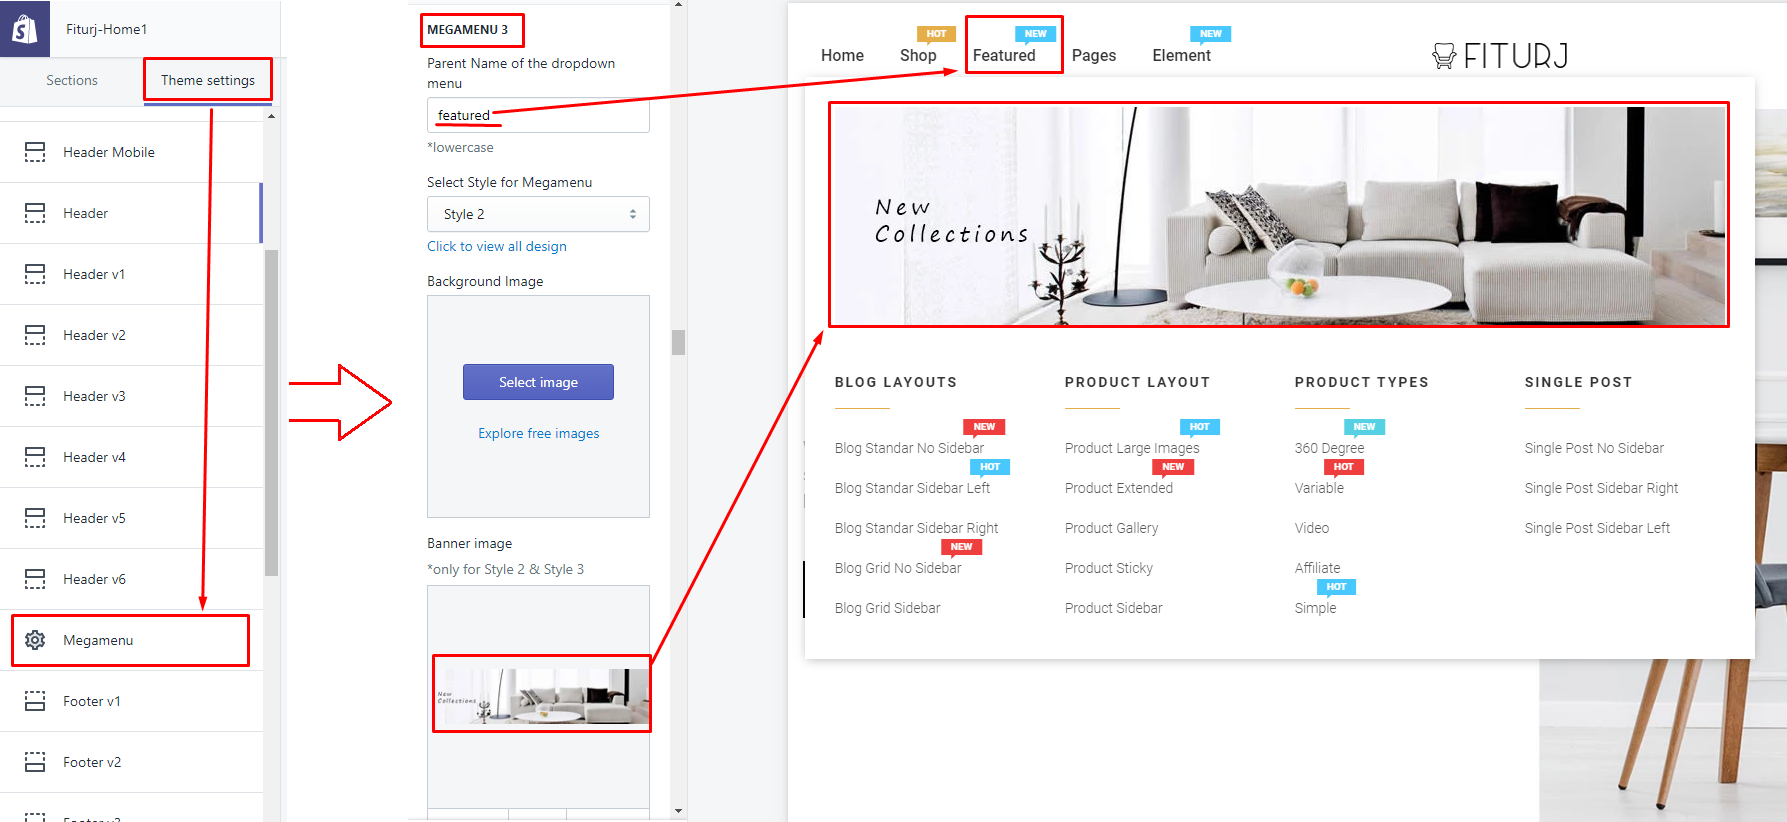 Fiturj-Home1
Sections
Theme settings
Header Mobile
Header
Header v1
Header v2
Header v3
Header v4
Header v5
Header v6
Megamenu
Footer v1
Footer v2
MEGAMENU 3
Parent Name of the dropdown
menu
featured
*lowercase
Select Style for Megamenu
Style 2
Click to view all design
Background Image
Select image
Explore free images
Banner image
*only for Style 2 & Style 3
New
Collections
HOT
NEW
NEW
Home
Shop
Featured
Pages
Element
FITURJ
New
Collections
BLOG LAYOUTS
NEW
Blog Standar No Sidebar
HOT
Blog Standar Sidebar Left
Blog Standar Sidebar Right
NEW
Blog Grid No Sidebar
Blog Grid Sidebar
PRODUCT LAYOUT
HOT
Product Large Images
NEW
Product Extended
Product Gallery
Product Sticky
Product Sidebar
PRODUCT TYPES
NEW
360 Degree
HOT
Variable
Video
Affiliate
HOT
Simple
SINGLE POST
Single Post No Sidebar
Single Post Sidebar Right
Single Post Sidebar Left